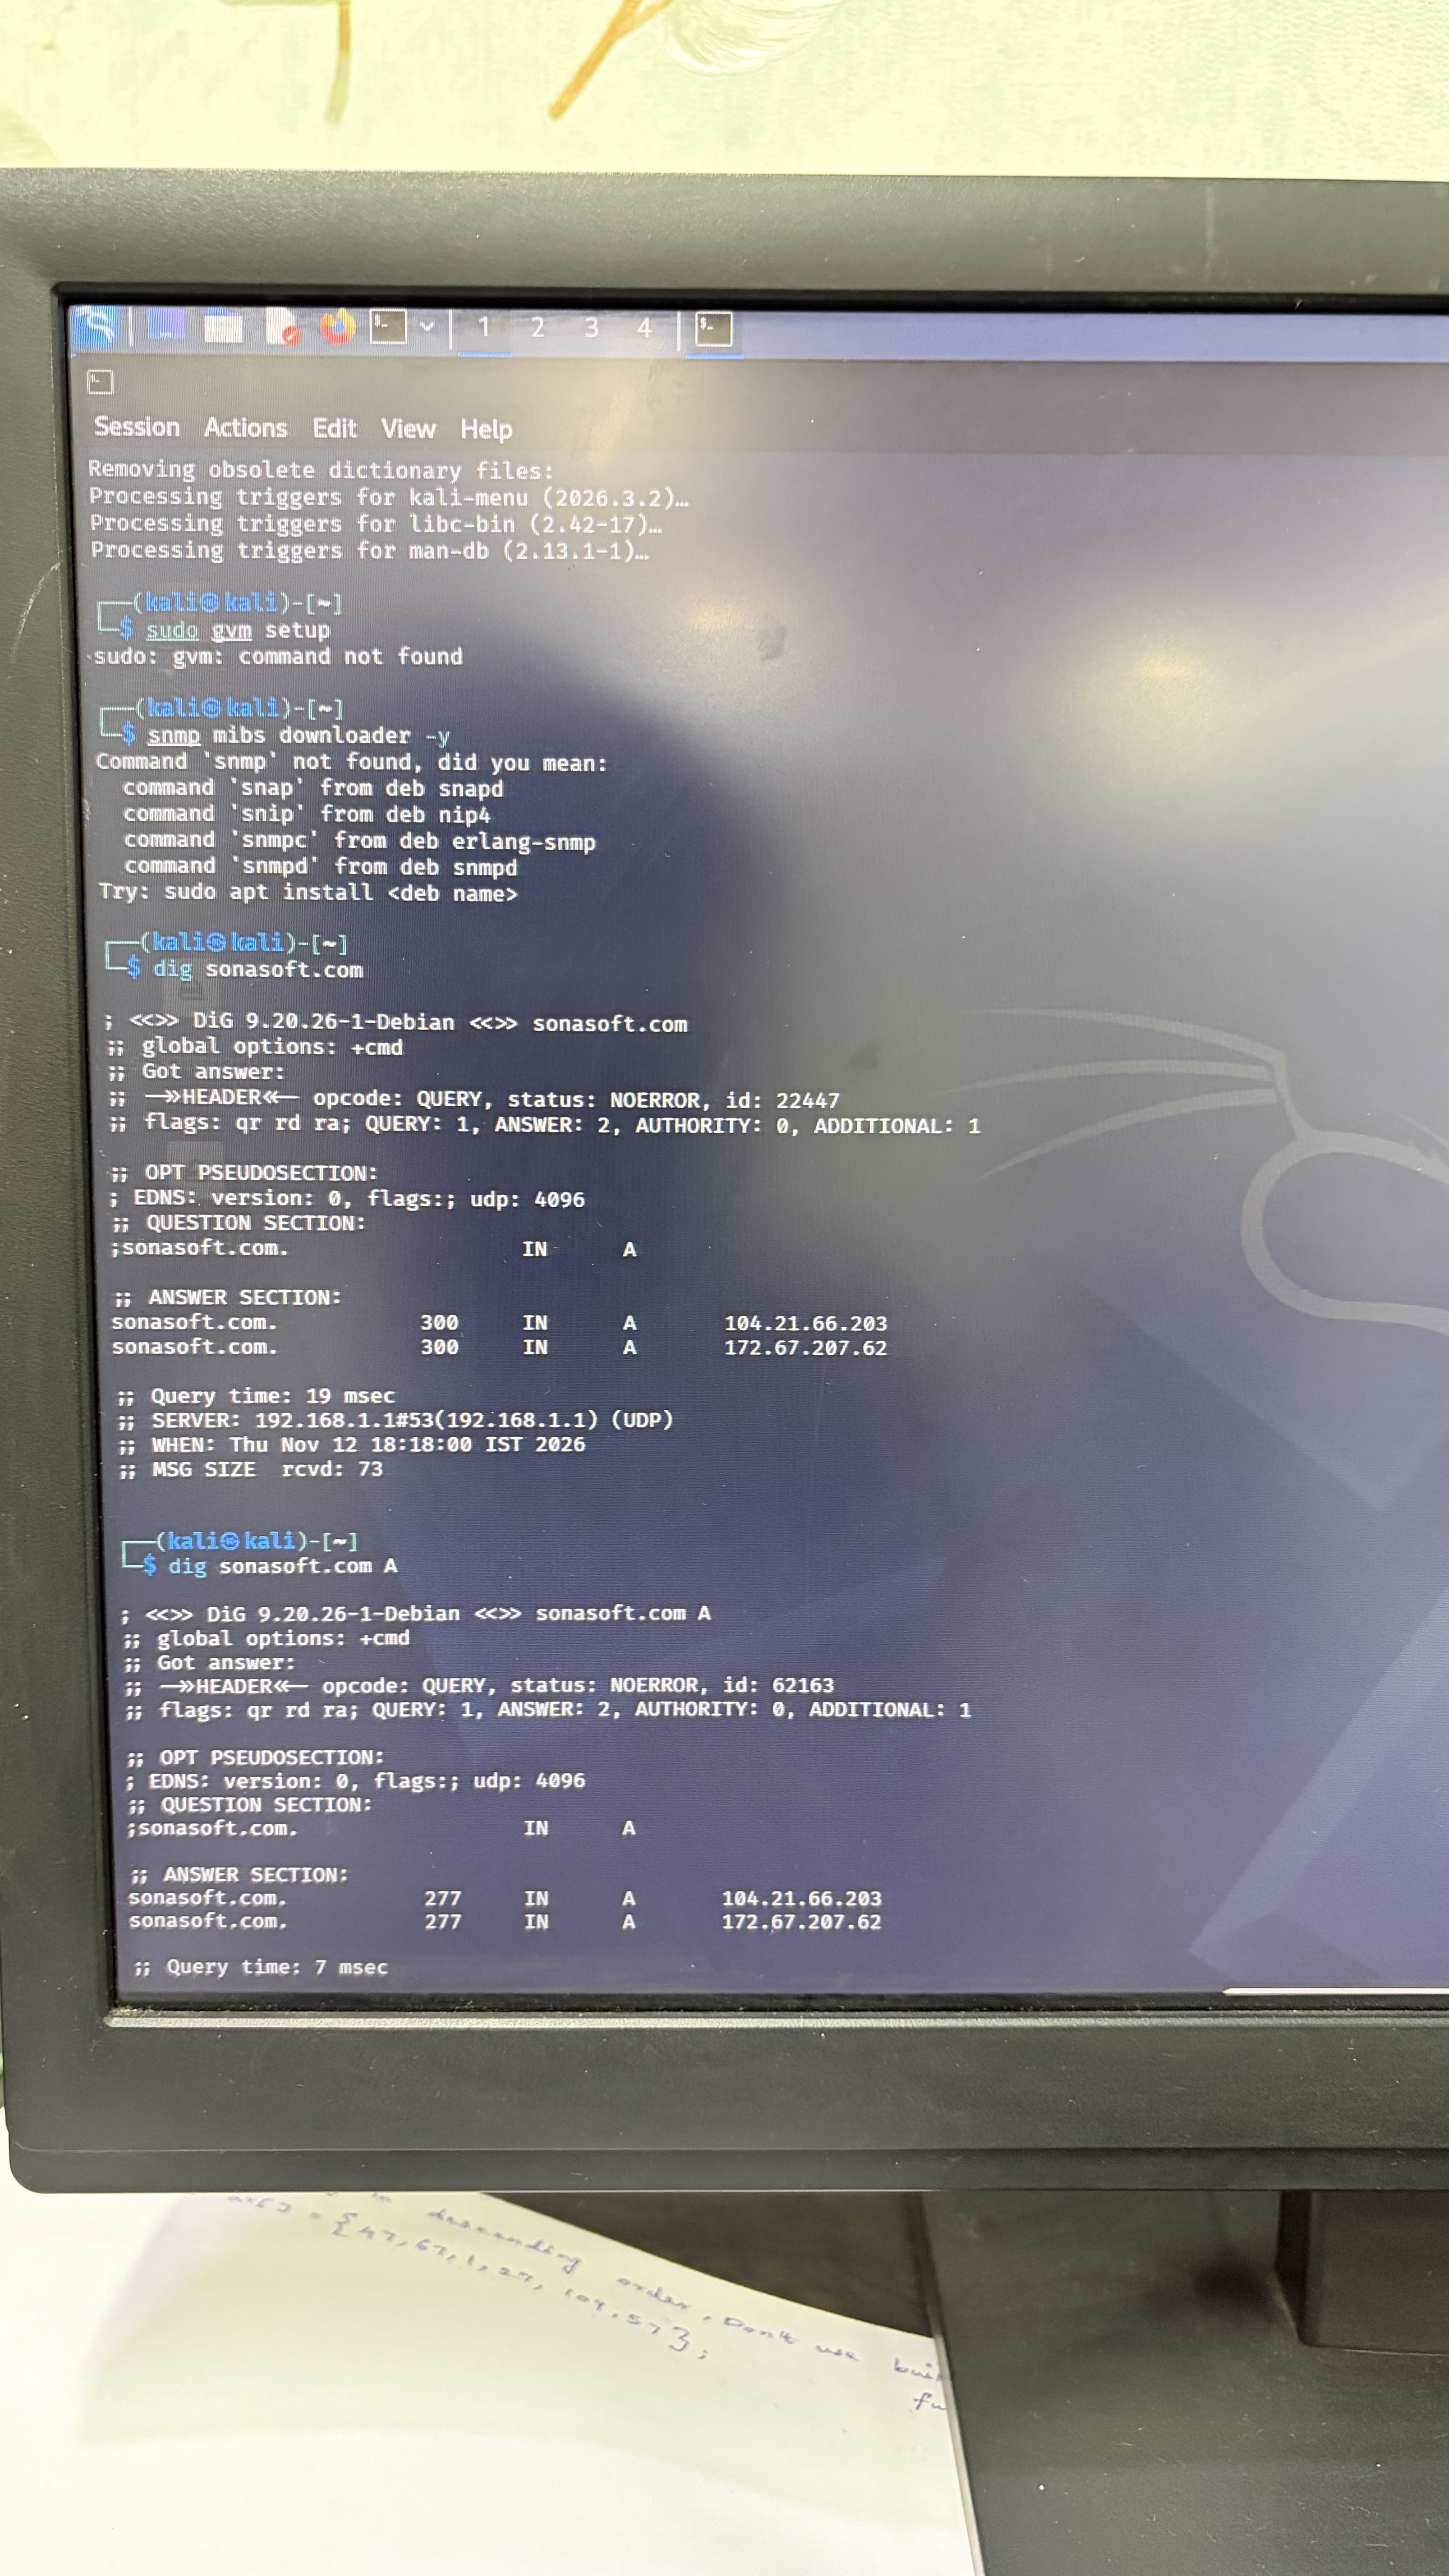 1 2 3 4
Session Actions Edit View Help
Removing obsolete dictionary files:
Processing triggers for kali-menu (2026.3.2)…
Processing triggers for libc-bin (2.42-17)…
Processing triggers for man-db (2.13.1-1)…
┌──(kali㉿kali)-[~]
└─$ sudo gvm setup
sudo: gvm: command not found
┌──(kali㉿kali)-[~]
└─$ snmp mibs downloader -y
Command 'snmp' not found, did you mean:
command 'snap' from deb snapd
command 'snip' from deb nip4
command 'snmpc' from deb erlang-snmp
command 'snmpd' from deb snmpd
Try: sudo apt install <deb name>
┌──(kali㉿kali)-[~]
└─$ dig sonasoft.com
; <<>> DiG 9.20.26-1-Debian <<>> sonasoft.com
;; global options: +cmd
;; Got answer:
;; ->>HEADER<<- opcode: QUERY, status: NOERROR, id: 22447
;; flags: qr rd ra; QUERY: 1, ANSWER: 2, AUTHORITY: 0, ADDITIONAL: 1
;; OPT PSEUDOSECTION:
; EDNS: version: 0, flags:; udp: 4096
;; QUESTION SECTION:
;sonasoft.com. IN A
;; ANSWER SECTION:
sonasoft.com. 300 IN A 104.21.66.203
sonasoft.com. 300 IN A 172.67.207.62
;; Query time: 19 msec
;; SERVER: 192.168.1.1#53(192.168.1.1) (UDP)
;; WHEN: Thu Nov 12 18:18:00 IST 2026
;; MSG SIZE rcvd: 73
┌──(kali㉿kali)-[~]
└─$ dig sonasoft.com A
; <<>> DiG 9.20.26-1-Debian <<>> sonasoft.com A
;; global options: +cmd
;; Got answer:
;; ->>HEADER<<- opcode: QUERY, status: NOERROR, id: 62163
;; flags: qr rd ra; QUERY: 1, ANSWER: 2, AUTHORITY: 0, ADDITIONAL: 1
;; OPT PSEUDOSECTION:
; EDNS: version: 0, flags:; udp: 4096
;; QUESTION SECTION:
;sonasoft.com. IN A
;; ANSWER SECTION:
sonasoft.com. 277 IN A 104.21.66.203
sonasoft.com. 277 IN A 172.67.207.62
;; Query time: 7 msec
in descending order, Don't use
= {47, 67, 1, 27, 109, 57};